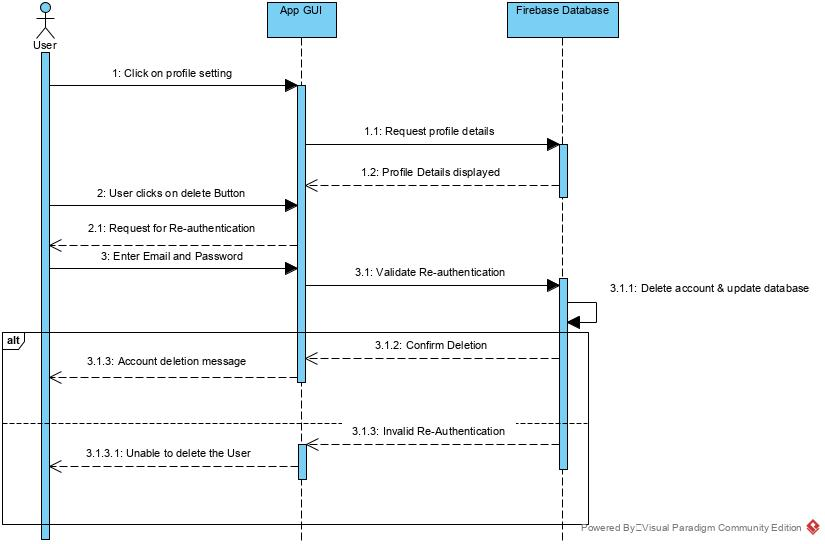 App GUI
Firebase Database
User
1: Click on profile setting
1.1: Request profile details
1.2: Profile Details displayed
2: User clicks on delete Button
2.1: Request for Re-authentication
3: Enter Email and Password
3.1: Validate Re-authentication
3.1.1: Delete account & update database
alt
3.1.2: Confirm Deletion
3.1.3: Account deletion message
3.1.3: Invalid Re-Authentication
3.1.3.1: Unable to delete the User
Powered By Visual Paradigm Community Edition